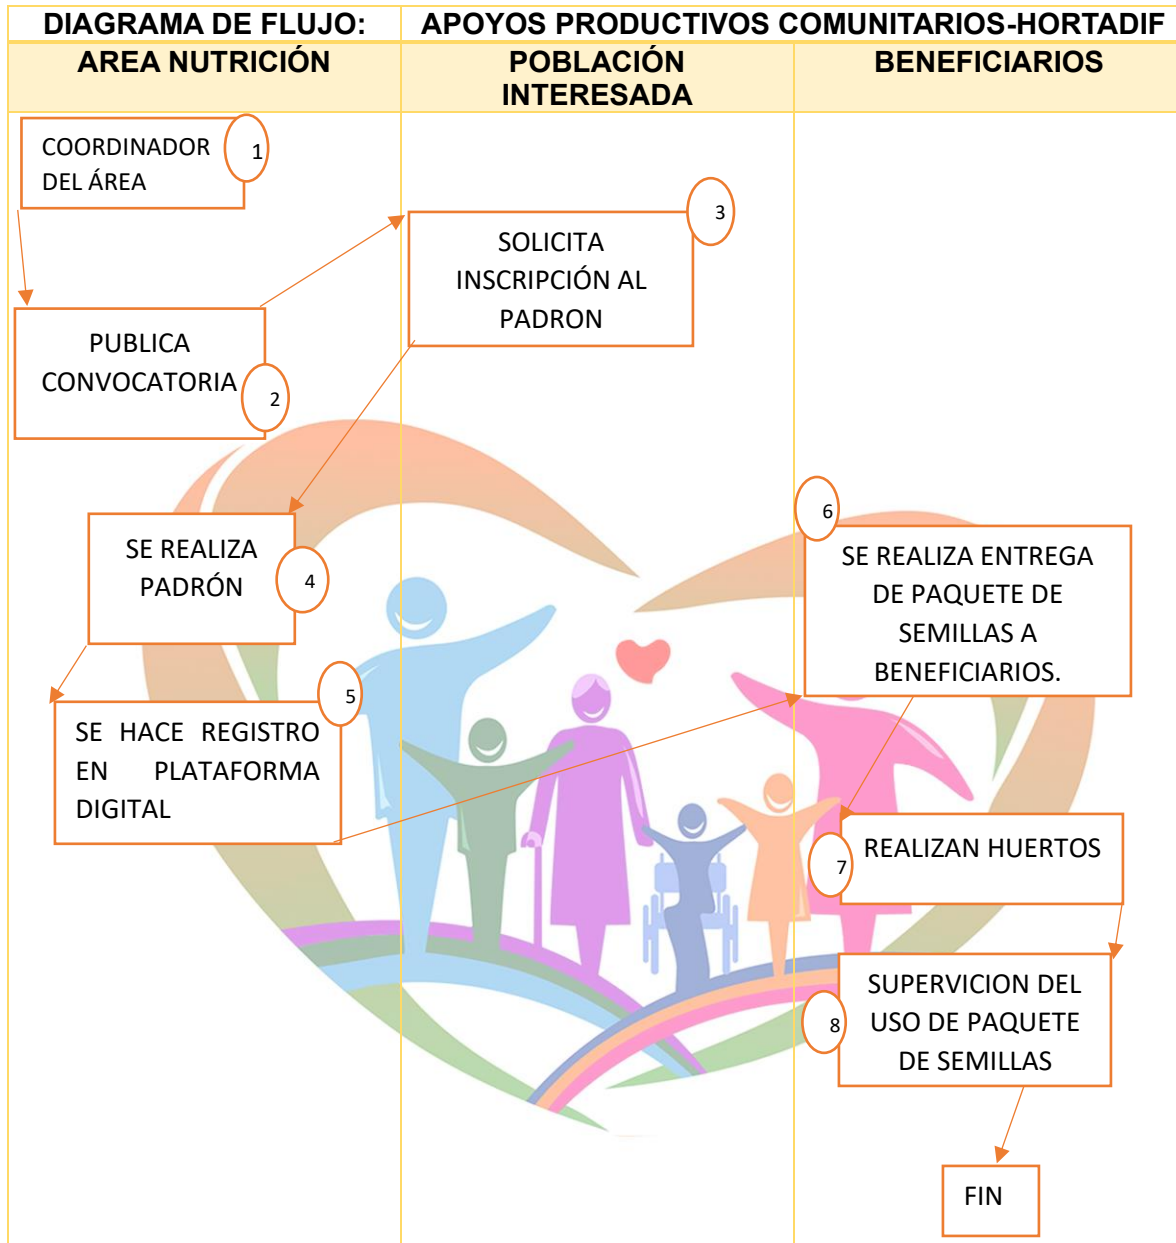 DIAGRAMA DE FLUJO:
APOYOS PRODUCTIVOS COMUNITARIOS-HORTADIF
AREA NUTRICIÓN
POBLACIÓN
INTERESADA
BENEFICIARIOS
COORDINADOR
DEL ÁREA
1
PUBLICA
CONVOCATORIA
2
SOLICITA
INSCRIPCIÓN AL
PADRON
3
SE REALIZA
PADRÓN
4
SE HACE REGISTRO
EN PLATAFORMA
DIGITAL
5
6
SE REALIZA ENTREGA
DE PAQUETE DE
SEMILLAS A
BENEFICIARIOS.
REALIZAN HUERTOS
7
SUPERVICION DEL
USO DE PAQUETE
DE SEMILLAS
8
FIN